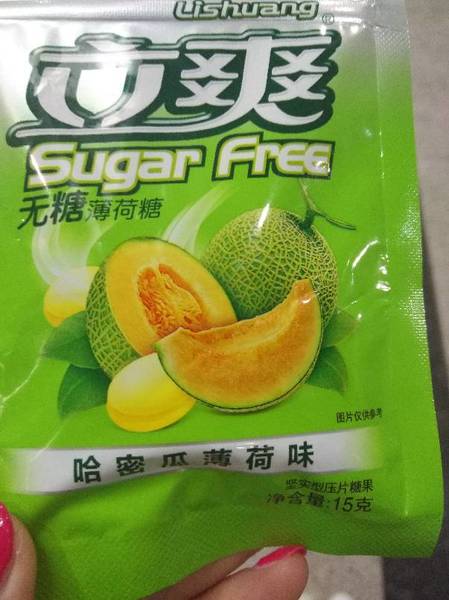 Lishuang®
立爽
Sugar Free
无糖薄荷糖
图片仅供参考
哈密瓜薄荷味
坚实型压片糖果
净含量:15克